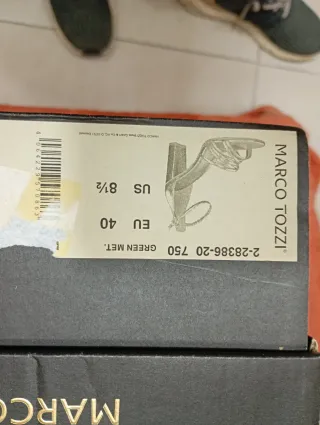 MARCO TOZZI
2-28386-20 750
GREEN MET.
EU 40
US 8½
MARCO